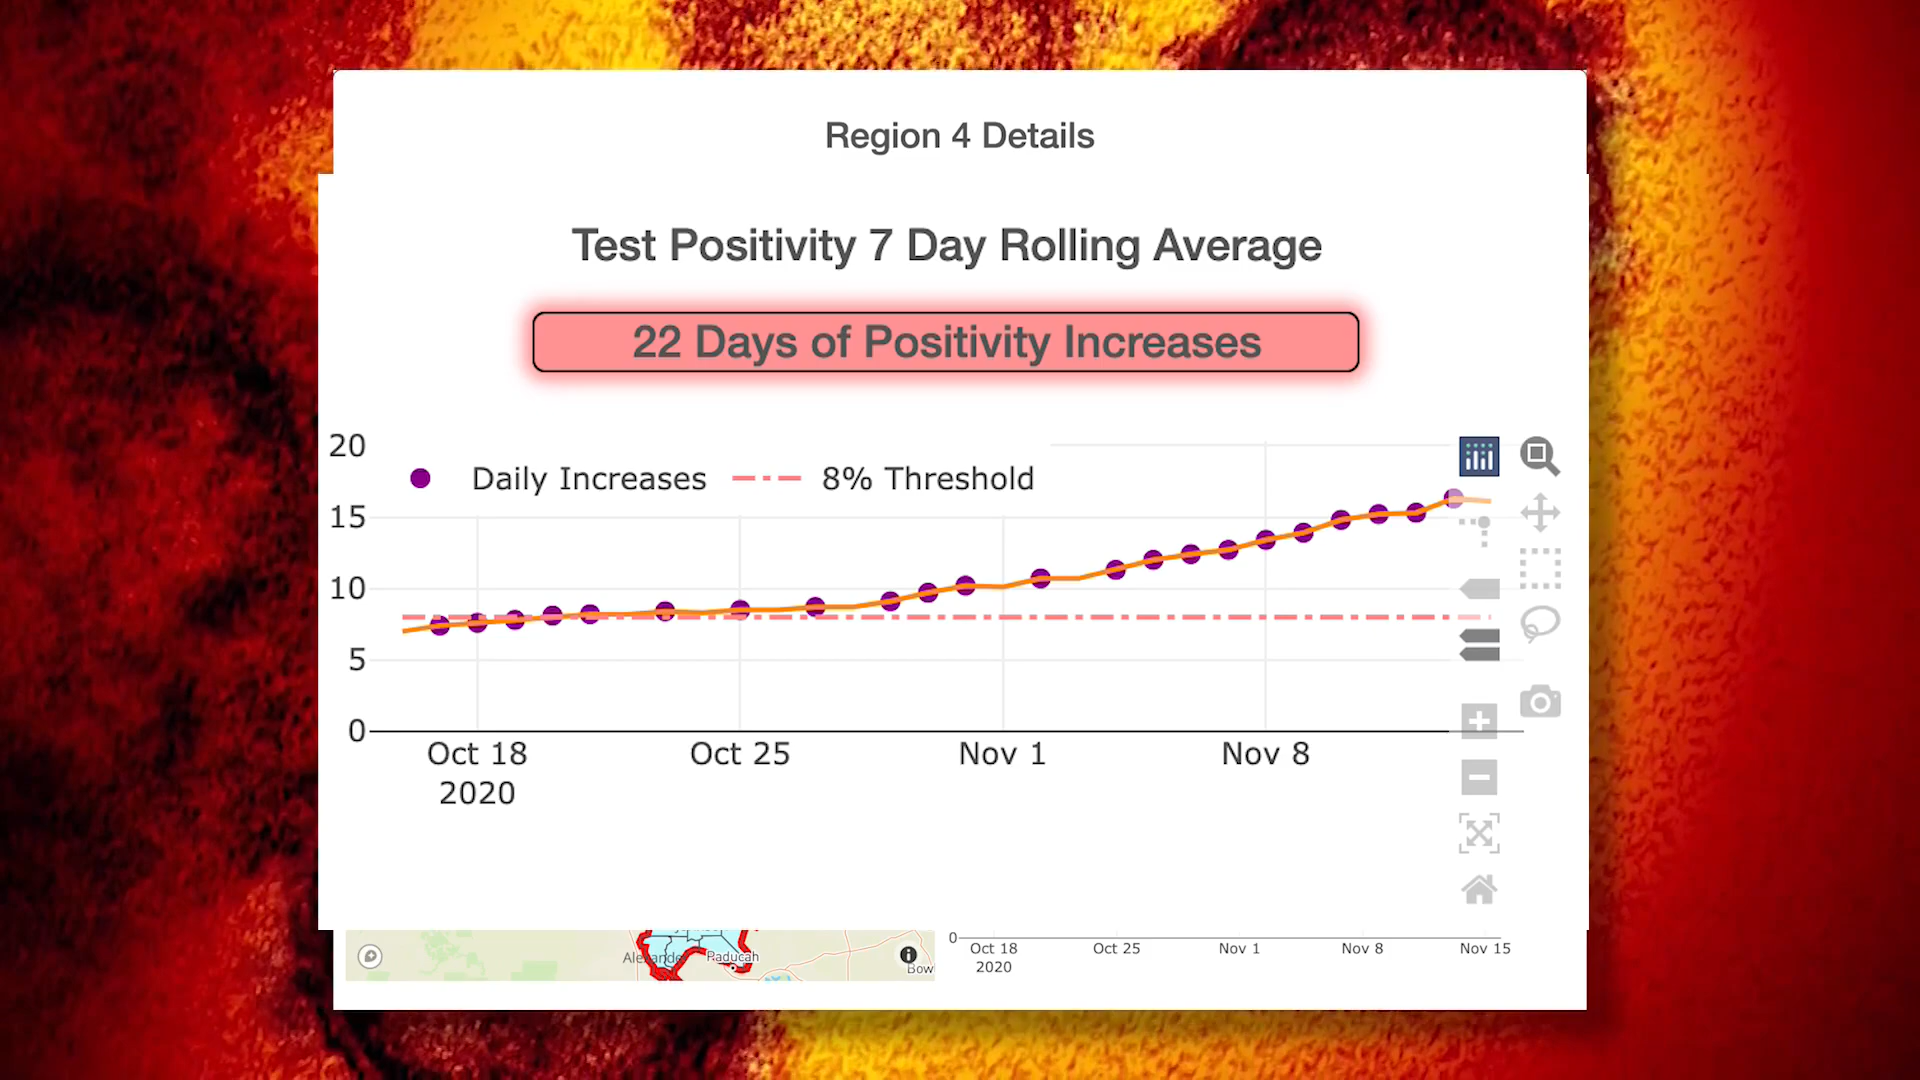 Region 4 Details
Test Positivity 7 Day Rolling Average
22 Days of Positivity Increases
20
Daily Increases
8% Threshold
15
10
5
0
Oct 18
2020
Oct 25
Nov 1
Nov 8
Paducah
Bow
0
Oct 18
2020
Oct 25
Nov 1
Nov 8
Nov 15